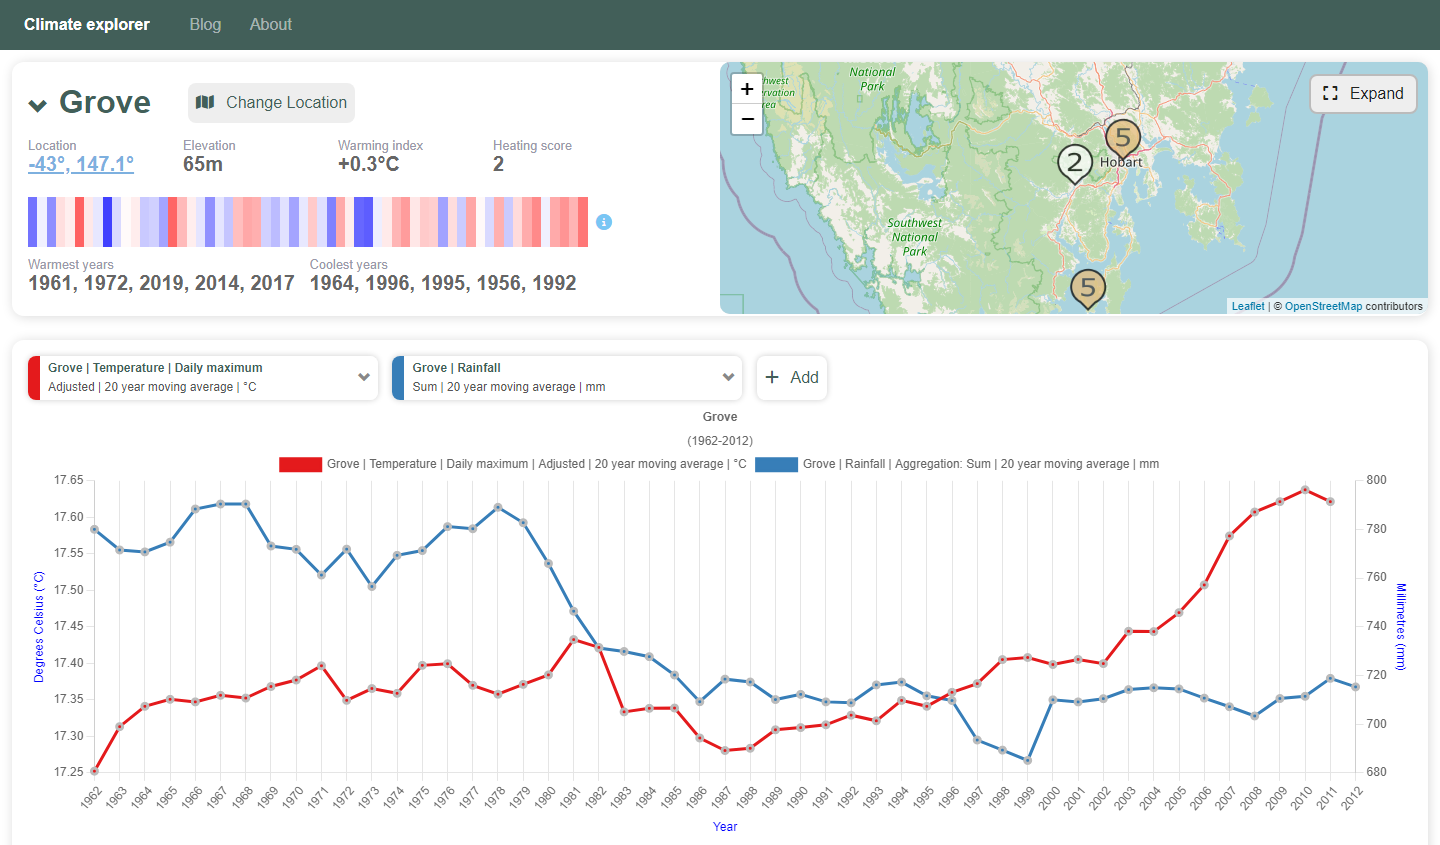 Climate explorer Blog About
Grove Change Location
Location Elevation Warming index Heating score
-43°, 147.1° 65m +0.3°C 2
Warmest years Coolest years
1961, 1972, 2019, 2014, 2017 1964, 1996, 1995, 1956, 1992
+
−
Expand
National
Park
5
2
Hobart
Southwest
National
Park
5
Leaflet | © OpenStreetMap contributors
Grove | Temperature | Daily maximum
Adjusted | 20 year moving average | °C
Grove | Rainfall
Sum | 20 year moving average | mm
+ Add
Grove
(1962-2012)
Grove | Temperature | Daily maximum | Adjusted | 20 year moving average | °C
Grove | Rainfall | Aggregation: Sum | 20 year moving average | mm
Degrees Celsius (°C)
17.65
17.60
17.55
17.50
17.45
17.40
17.35
17.30
17.25
800
780
760
740
720
700
680
Millimetres (mm)
1962 1963 1964 1965 1966 1967 1968 1969 1970 1971 1972 1973 1974 1975 1976 1977 1978 1979 1980 1981 1982 1983 1984 1985 1986 1987 1988 1989 1990 1991 1992 1993 1994 1995 1996 1997 1998 1999 2000 2001 2002 2003 2004 2005 2006 2007 2008 2009 2010 2011 2012
Year